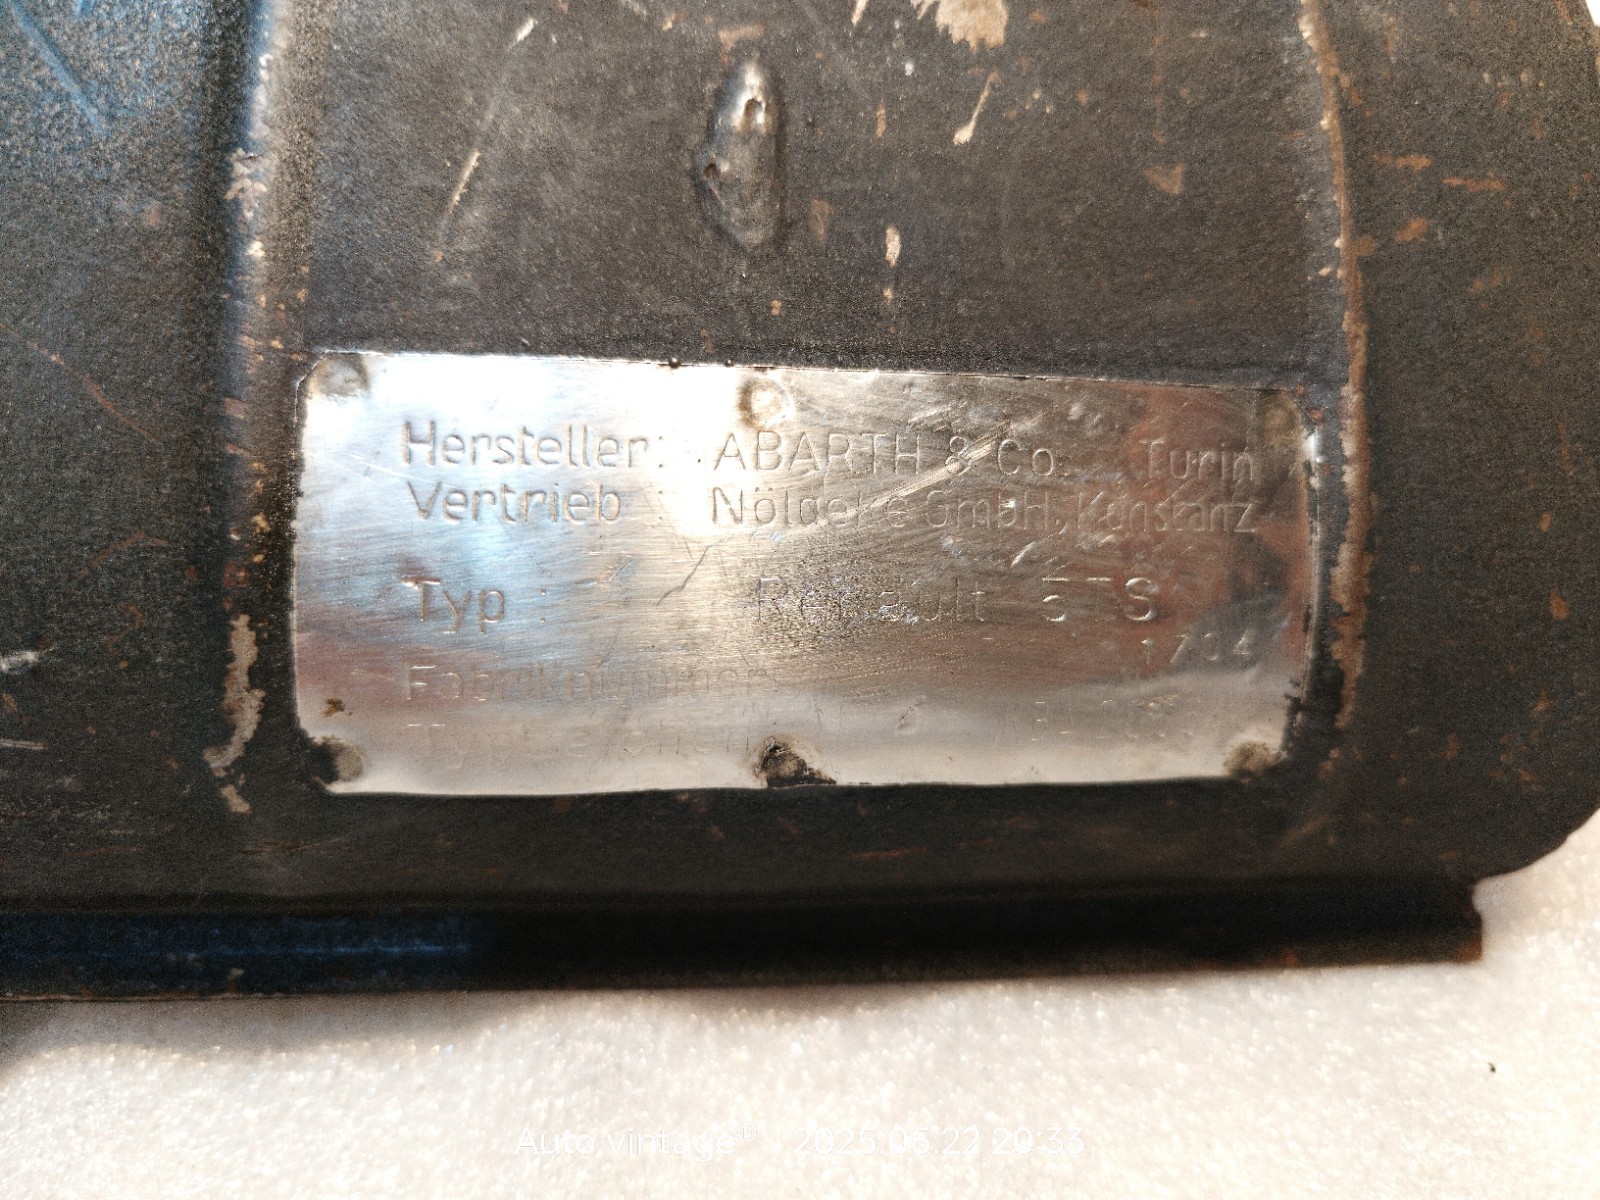 Hersteller: ABARTH & Co. Turin
Vertrieb : Nöldeke GmbH, Konstanz
Typ : Renault 5TS
1704
Fabriknummer
Typ
Auto vintage® 2025.05.22 20:33